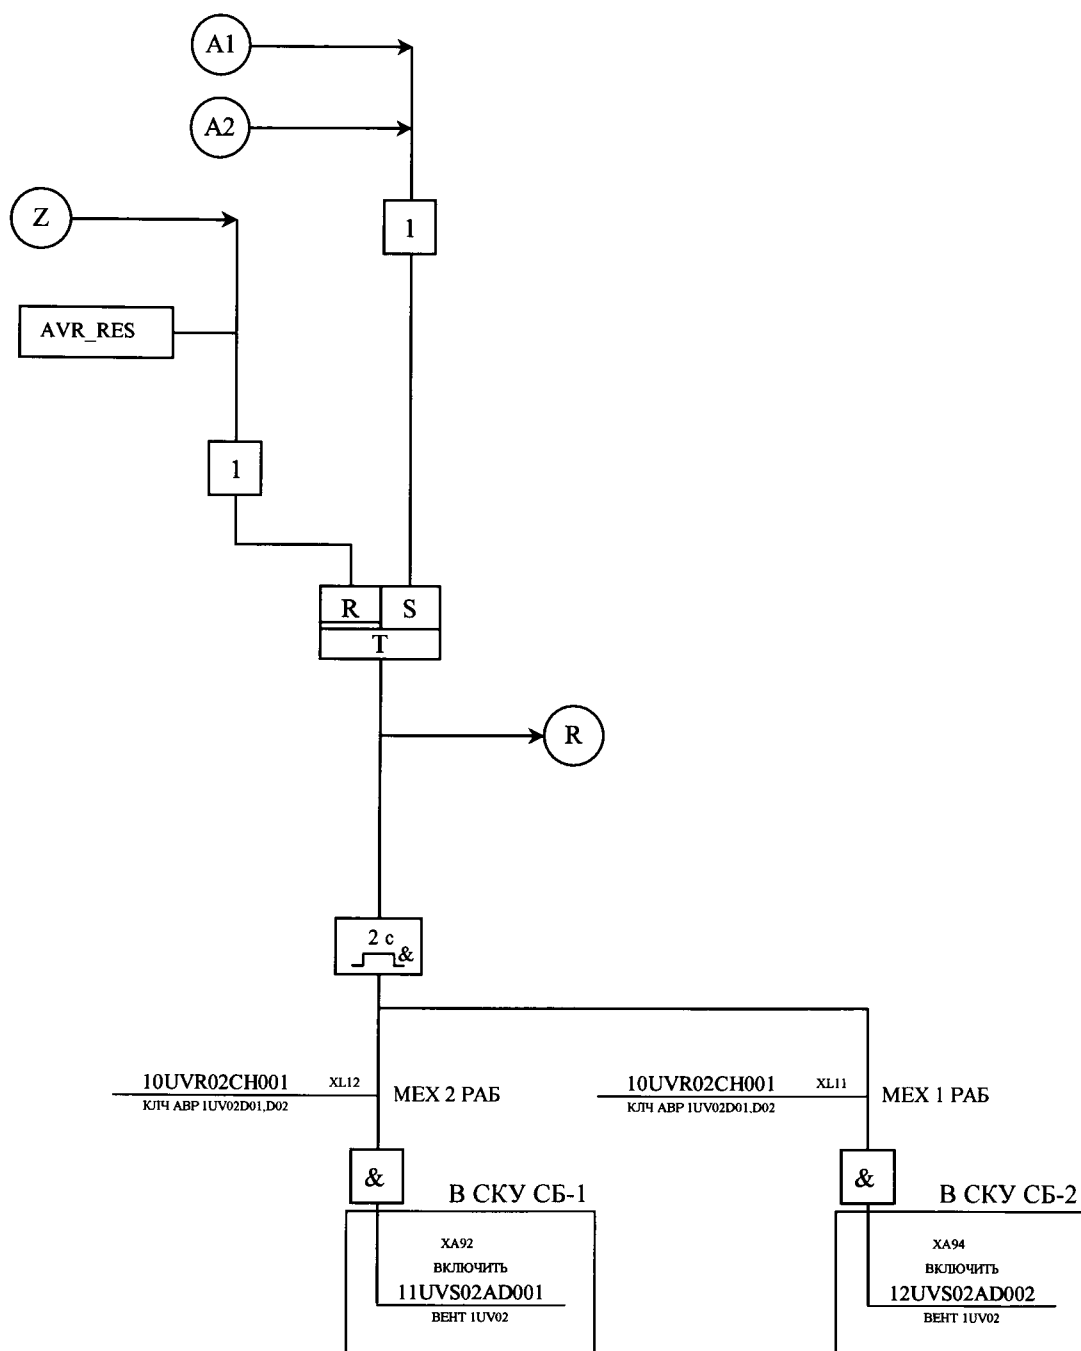 A1
A2
Z
1
AVR_RES
1
R S
T
R
2 с
&
10UVR02CH001 XL12
КЛЧ АВР 1UV02D01,D02
МЕХ 2 РАБ
10UVR02CH001 XL11
КЛЧ АВР 1UV02D01,D02
МЕХ 1 РАБ
&
В СКУ СБ-1
&
В СКУ СБ-2
XA92
ВКЛЮЧИТЬ
11UVS02AD001
ВЕНТ 1UV02
XA94
ВКЛЮЧИТЬ
12UVS02AD002
ВЕНТ 1UV02